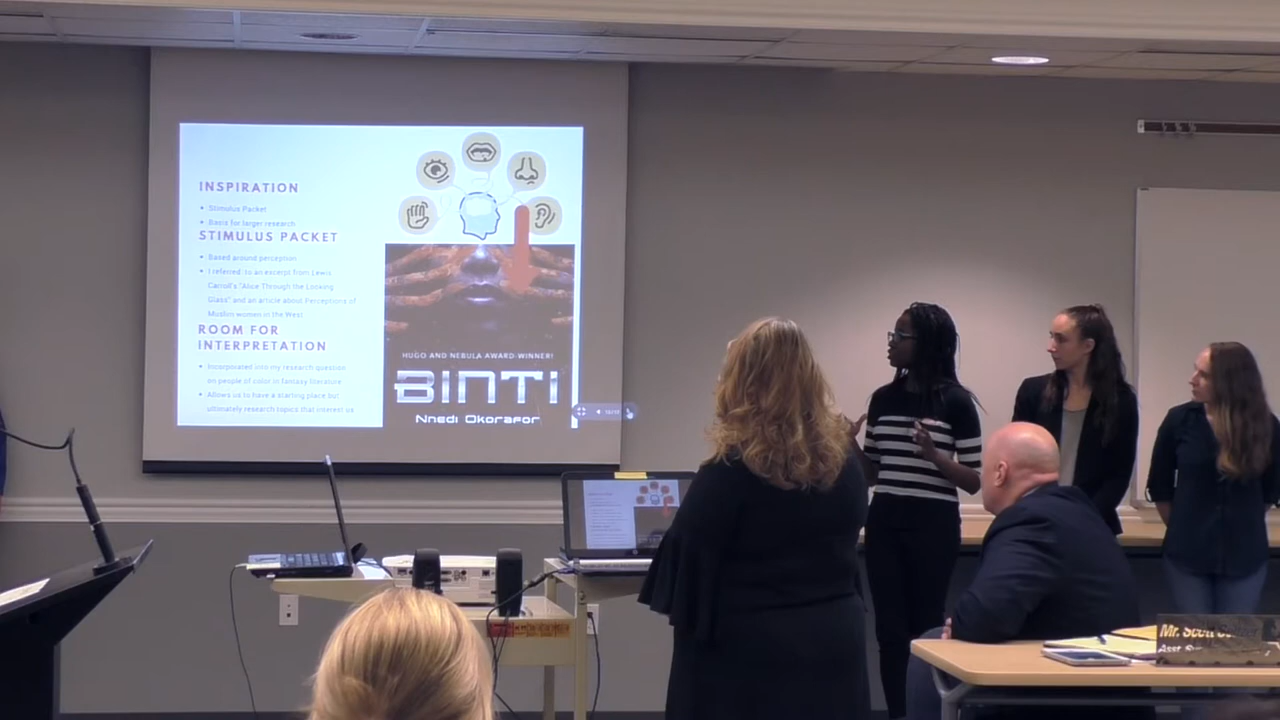 INSPIRATION
Stimulus Packet
Basis for larger research
STIMULUS PACKET
Based around perception
I referred to an excerpt from Lewis
Carroll's "Alice Through the Looking
Glass" and an article about Perceptions of
Muslim women in the West
ROOM FOR
INTERPRETATION
Incorporated into my research question
on people of color in fantasy literature
Allows us to have a starting place but
ultimately research topics that interest us
HUGO AND NEBULA AWARD-WINNER!
BINTI
Nnedi Okorafor
Mr. Scott
Asst.